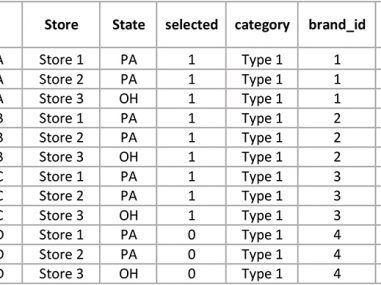 Store State selected category brand_id
A Store 1 PA 1 Type 1 1
A Store 2 PA 1 Type 1 1
A Store 3 OH 1 Type 1 1
B Store 1 PA 1 Type 1 2
B Store 2 PA 1 Type 1 2
B Store 3 OH 1 Type 1 2
C Store 1 PA 1 Type 1 3
C Store 2 PA 1 Type 1 3
C Store 3 OH 1 Type 1 3
D Store 1 PA 0 Type 1 4
D Store 2 PA 0 Type 1 4
D Store 3 OH 0 Type 1 4